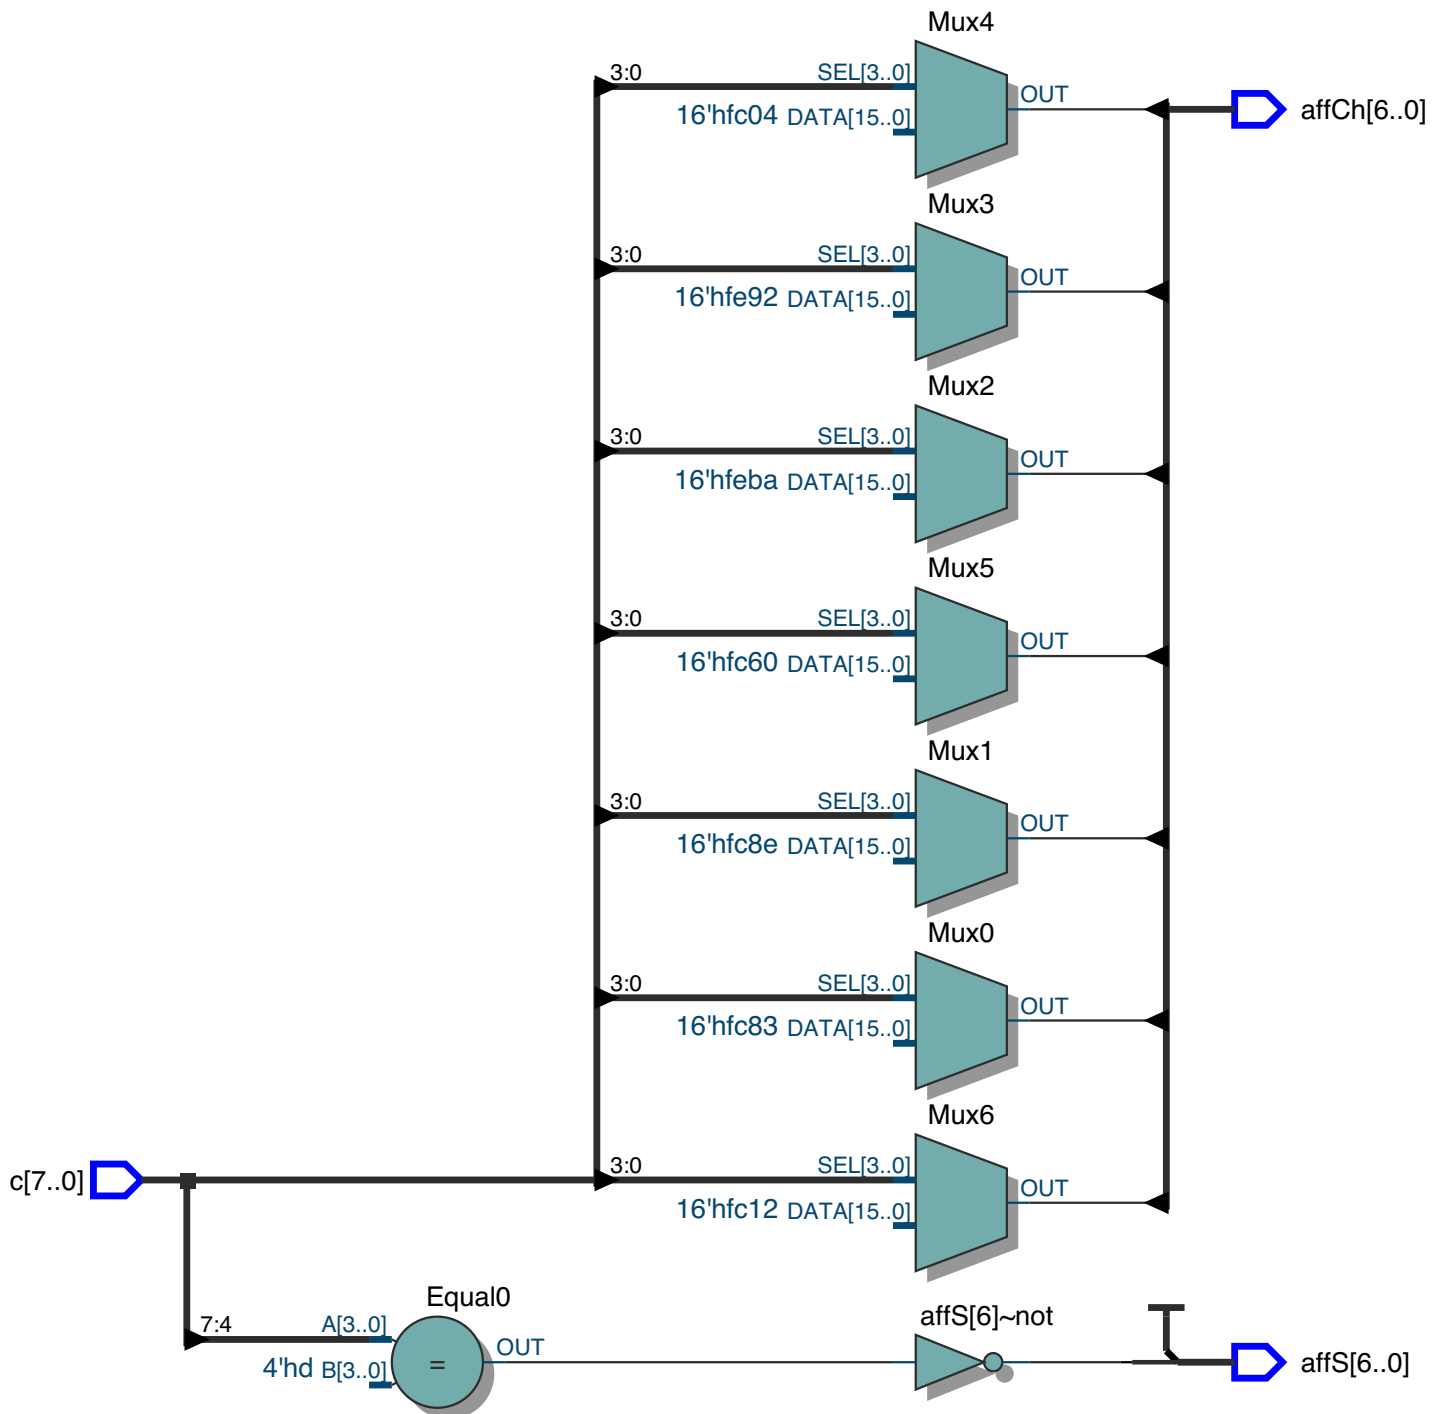 Mux4
3:0
SEL[3..0]
16'hfc04 DATA[15..0]
OUT
affCh[6..0]
Mux3
3:0
SEL[3..0]
16'hfe92 DATA[15..0]
OUT
Mux2
3:0
SEL[3..0]
16'hfeba DATA[15..0]
OUT
Mux5
3:0
SEL[3..0]
16'hfc60 DATA[15..0]
OUT
Mux1
3:0
SEL[3..0]
16'hfc8e DATA[15..0]
OUT
Mux0
3:0
SEL[3..0]
16'hfc83 DATA[15..0]
OUT
Mux6
3:0
SEL[3..0]
16'hfc12 DATA[15..0]
OUT
c[7..0]
Equal0
7:4
A[3..0]
4'hd B[3..0]
=
OUT
affS[6]~not
affS[6..0]